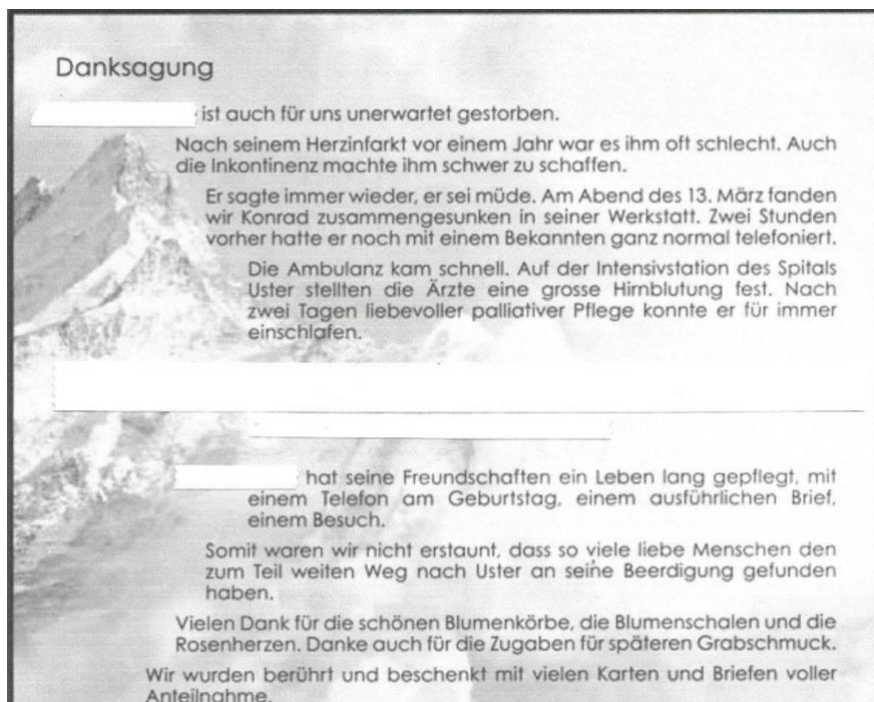 Danksagung
ist auch für uns unerwartet gestorben.
Nach seinem Herzinfarkt vor einem Jahr war es ihm oft schlecht. Auch
die Inkontinenz machte ihm schwer zu schaffen.
Er sagte immer wieder, er sei müde. Am Abend des 13. März fanden
wir Konrad zusammengesunken in seiner Werkstatt. Zwei Stunden
vorher hatte er noch mit einem Bekannten ganz normal telefoniert.
Die Ambulanz kam schnell. Auf der Intensivstation des Spitals
Uster stellten die Ärzte eine grosse Hirnblutung fest. Nach
zwei Tagen liebevoller palliativer Pflege konnte er für immer
einschlafen.
hat seine Freundschaften ein Leben lang gepflegt, mit
einem Telefon am Geburtstag, einem ausführlichen Brief,
einem Besuch.
Somit waren wir nicht erstaunt, dass so viele liebe Menschen den
zum Teil weiten Weg nach Uster an seine Beerdigung gefunden
haben.
Vielen Dank für die schönen Blumenkörbe, die Blumenschalen und die
Rosenherzen. Danke auch für die Zugaben für späteren Grabschmuck.
Wir wurden berührt und beschenkt mit vielen Karten und Briefen voller
Anteilnahme.